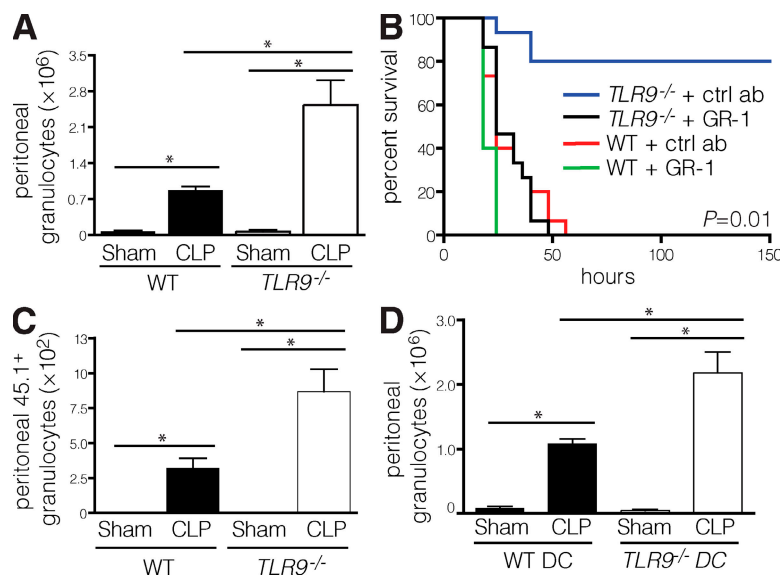 A
peritoneal
granulocytes (×10⁶)
3.5
2.8
2.1
1.4
0.7
0
*
*
*
Sham CLP Sham CLP
WT TLR9⁻/⁻
B
percent survival
100
80
60
40
20
0
TLR9⁻/⁻ + ctrl ab
TLR9⁻/⁻ + GR-1
WT + ctrl ab
WT + GR-1
P=0.01
0 50 100 150
hours
C
peritoneal 45.1⁺
granulocytes (×10²)
13
10
7.5
5.0
2.5
0
*
*
*
Sham CLP Sham CLP
WT TLR9⁻/⁻
D
peritoneal
granulocytes (×10⁶)
3.0
2.0
1.0
0
*
*
*
Sham CLP Sham CLP
WT DC TLR9⁻/⁻ DC